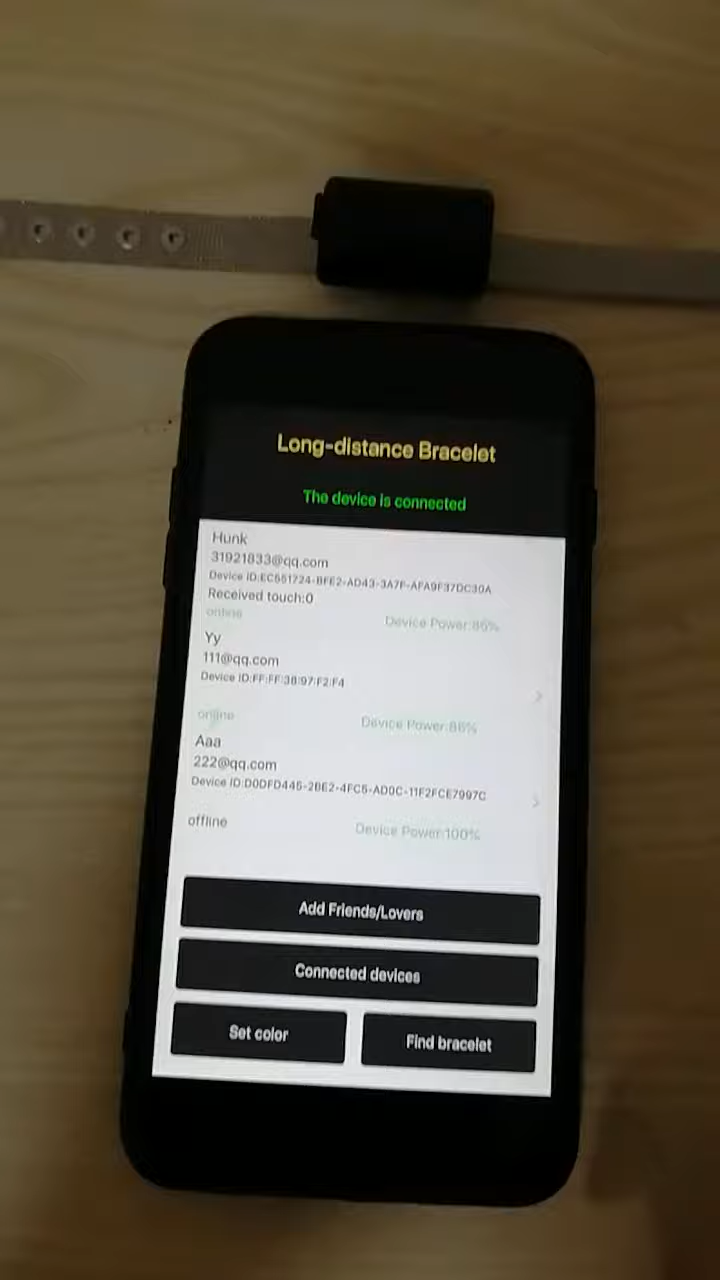 Long-distance Bracelet
The device is connected
Hunk
31921833@qq.com
Device ID:EC551724-BFE2-AD43-3A7F-AFA9F37DC30A
Received touch:0
online
Device Power:86%
Yy
111@qq.com
Device ID:FF:FF:38:97:F2:F4
online
Device Power:86%
Aaa
222@qq.com
Device ID:D0DFD445-2BE2-4FC5-AD0C-11F2FCE7997C
offline
Device Power:100%
Add Friends/Lovers
Connected devices
Set color
Find bracelet